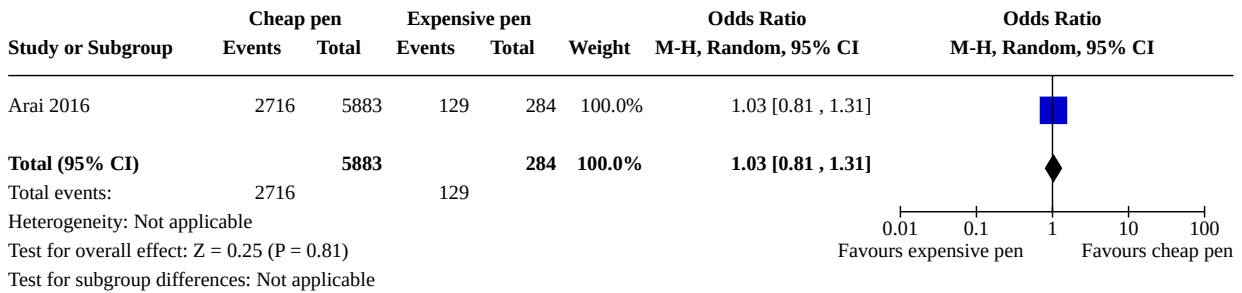 Cheap pen Expensive pen Odds Ratio Odds Ratio
Study or Subgroup Events Total Events Total Weight M-H, Random, 95% CI M-H, Random, 95% CI
Arai 2016 2716 5883 129 284 100.0% 1.03 [0.81 , 1.31]
Total (95% CI) 5883 284 100.0% 1.03 [0.81 , 1.31]
Total events: 2716 129
Heterogeneity: Not applicable
0.01 0.1 1 10 100
Test for overall effect: Z = 0.25 (P = 0.81) Favours expensive pen Favours cheap pen
Test for subgroup differences: Not applicable